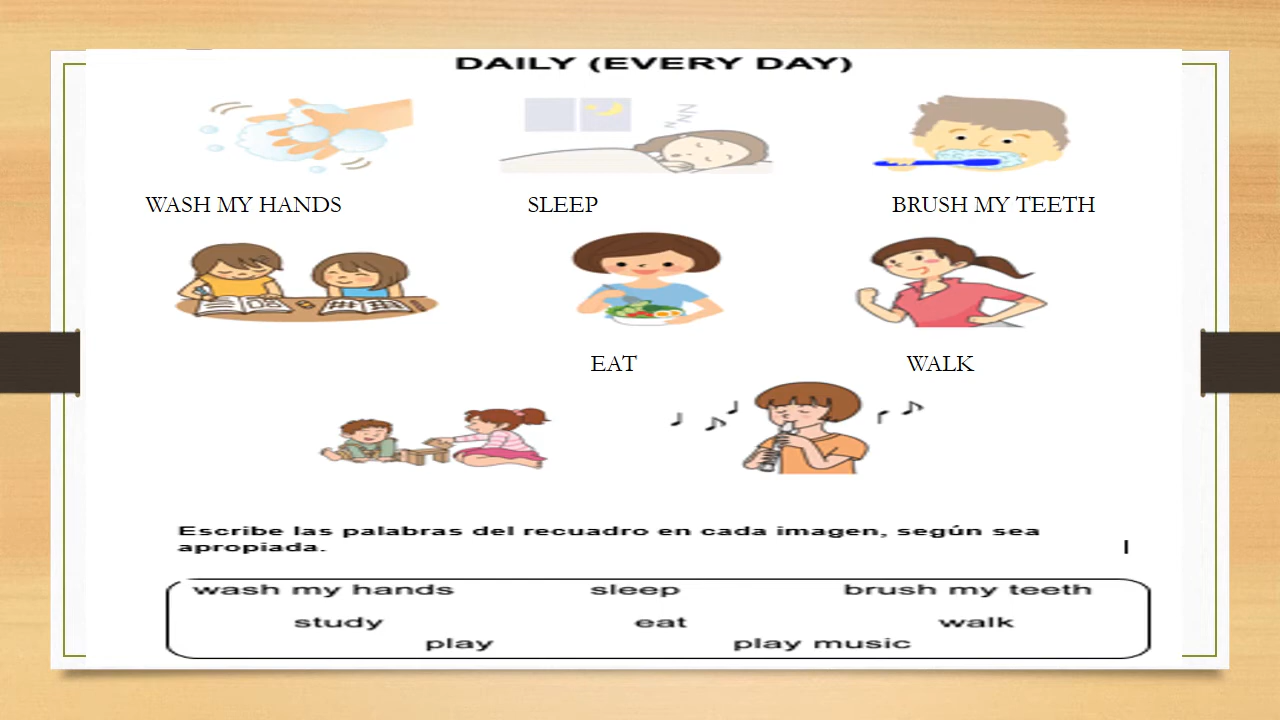 DAILY (EVERY DAY)
WASH MY HANDS SLEEP BRUSH MY TEETH
EAT WALK
Escribe las palabras del recuadro en cada imagen, según sea
apropiada.
wash my hands sleep brush my teeth
study eat walk
play play music